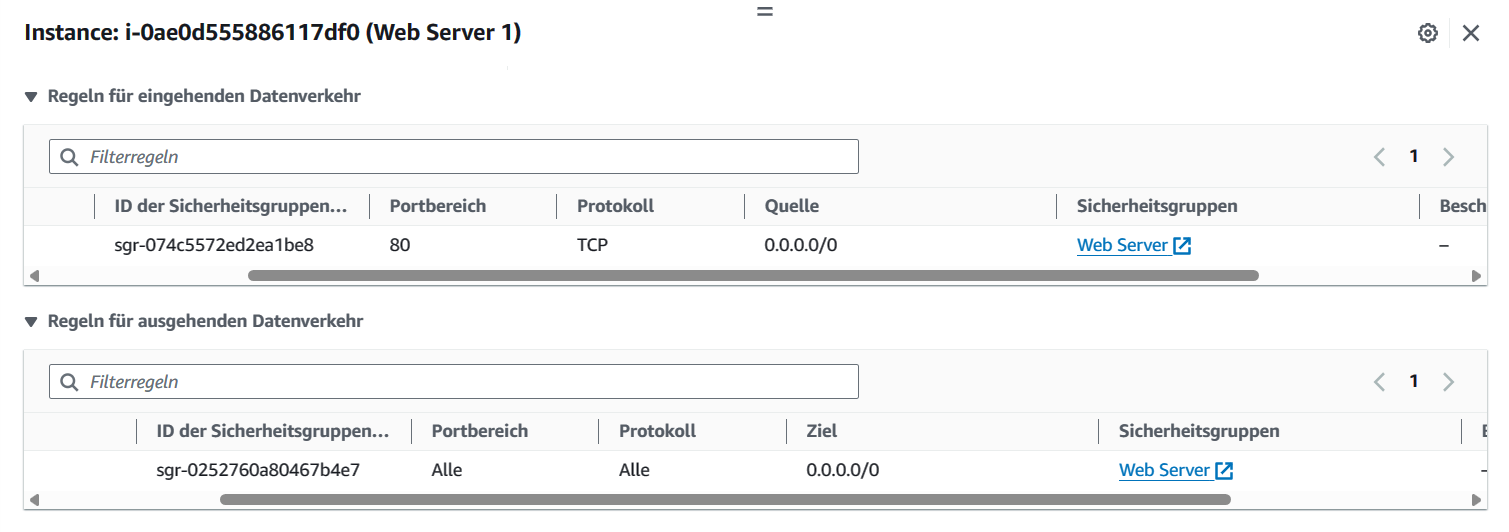 Instance: i-0ae0d555886117df0 (Web Server 1)
Regeln für eingehenden Datenverkehr
Filterregeln
1
ID der Sicherheitsgruppen... Portbereich Protokoll Quelle Sicherheitsgruppen Besch
sgr-074c5572ed2ea1be8 80 TCP 0.0.0.0/0 Web Server –
Regeln für ausgehenden Datenverkehr
Filterregeln
1
ID der Sicherheitsgruppen... Portbereich Protokoll Ziel Sicherheitsgruppen
sgr-0252760a80467b4e7 Alle Alle 0.0.0.0/0 Web Server –